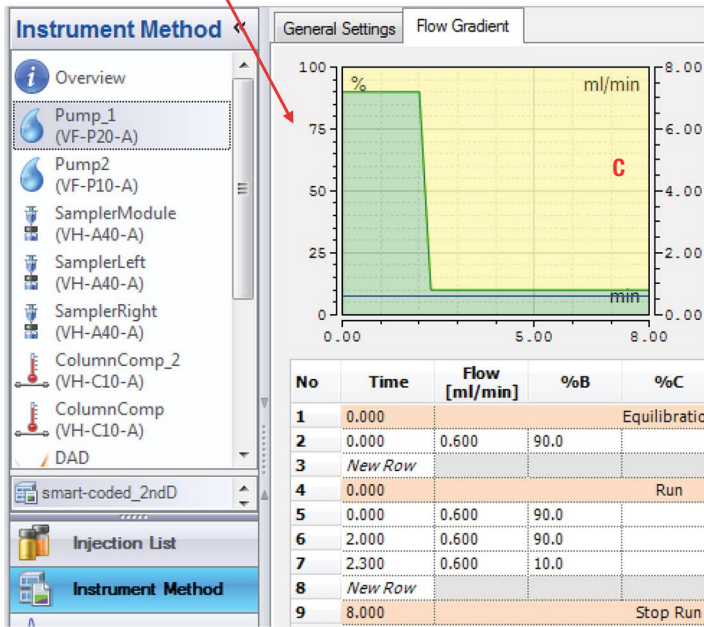 Instrument Method «
General Settings
Flow Gradient
Overview
Pump_1
(VF-P20-A)
Pump2
(VF-P10-A)
SamplerModule
(VH-A40-A)
SamplerLeft
(VH-A40-A)
SamplerRight
(VH-A40-A)
ColumnComp_2
(VH-C10-A)
ColumnComp
(VH-C10-A)
DAD
smart-coded_2ndD
Injection List
Instrument Method
100
75
50
25
0
%
ml/min
8.00
6.00
4.00
2.00
0.00
C
min
0.00 5.00 8.00
No Time Flow [ml/min] %B %C
1 0.000 Equilibratio
2 0.000 0.600 90.0
3 New Row
4 0.000 Run
5 0.000 0.600 90.0
6 2.000 0.600 90.0
7 2.300 0.600 10.0
8 New Row
9 8.000 Stop Run